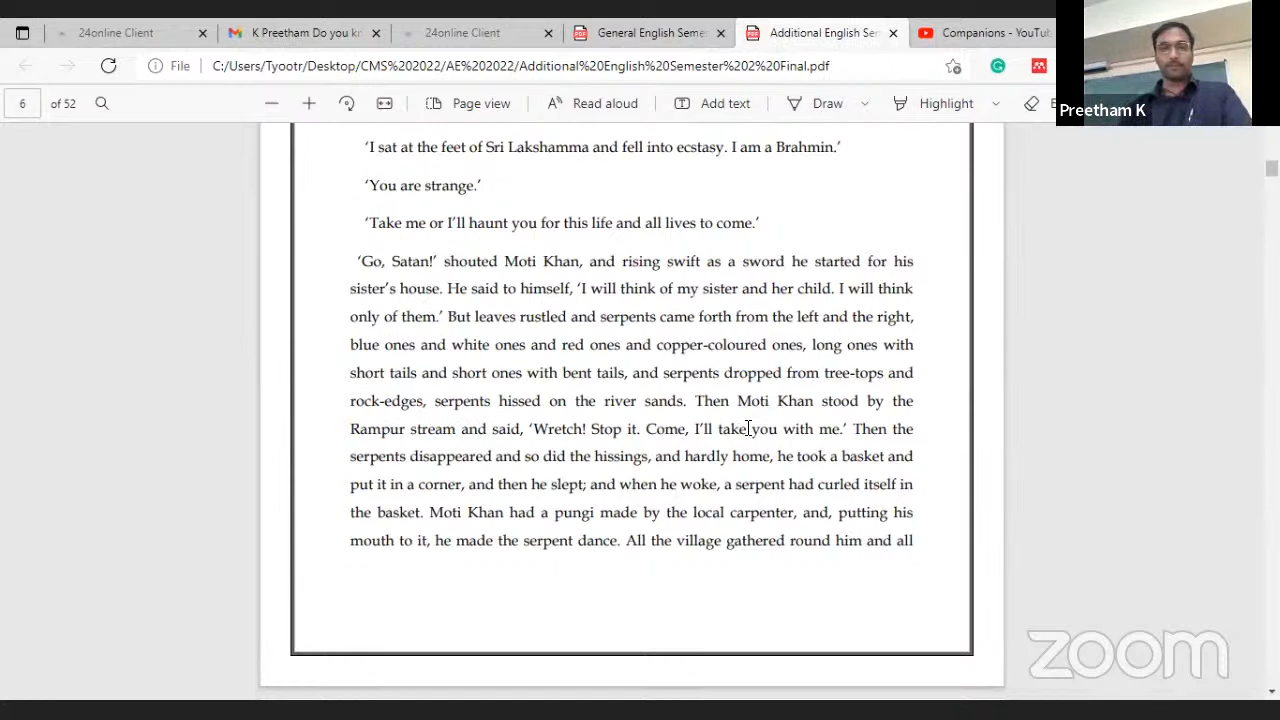 24online Client
K Preetham Do you kn
24online Client
General English Seme
Additional English Sem
Companions - YouTu
File C:/Users/Tyootr/Desktop/CMS%202022/AE%202022/Additional%20English%20Semester%202%20Final.pdf
6 of 52
Page view
Read aloud
Add text
Draw
Highlight
Preetham K
‘I sat at the feet of Sri Lakshamma and fell into ecstasy. I am a Brahmin.’
‘You are strange.’
‘Take me or I’ll haunt you for this life and all lives to come.’
‘Go, Satan!’ shouted Moti Khan, and rising swift as a sword he started for his
sister’s house. He said to himself, ‘I will think of my sister and her child. I will think
only of them.’ But leaves rustled and serpents came forth from the left and the right,
blue ones and white ones and red ones and copper-coloured ones, long ones with
short tails and short ones with bent tails, and serpents dropped from tree-tops and
rock-edges, serpents hissed on the river sands. Then Moti Khan stood by the
Rampur stream and said, ‘Wretch! Stop it. Come, I’ll take you with me.’ Then the
serpents disappeared and so did the hissings, and hardly home, he took a basket and
put it in a corner, and then he slept; and when he woke, a serpent had curled itself in
the basket. Moti Khan had a pungi made by the local carpenter, and, putting his
mouth to it, he made the serpent dance. All the village gathered round him and all
zoom